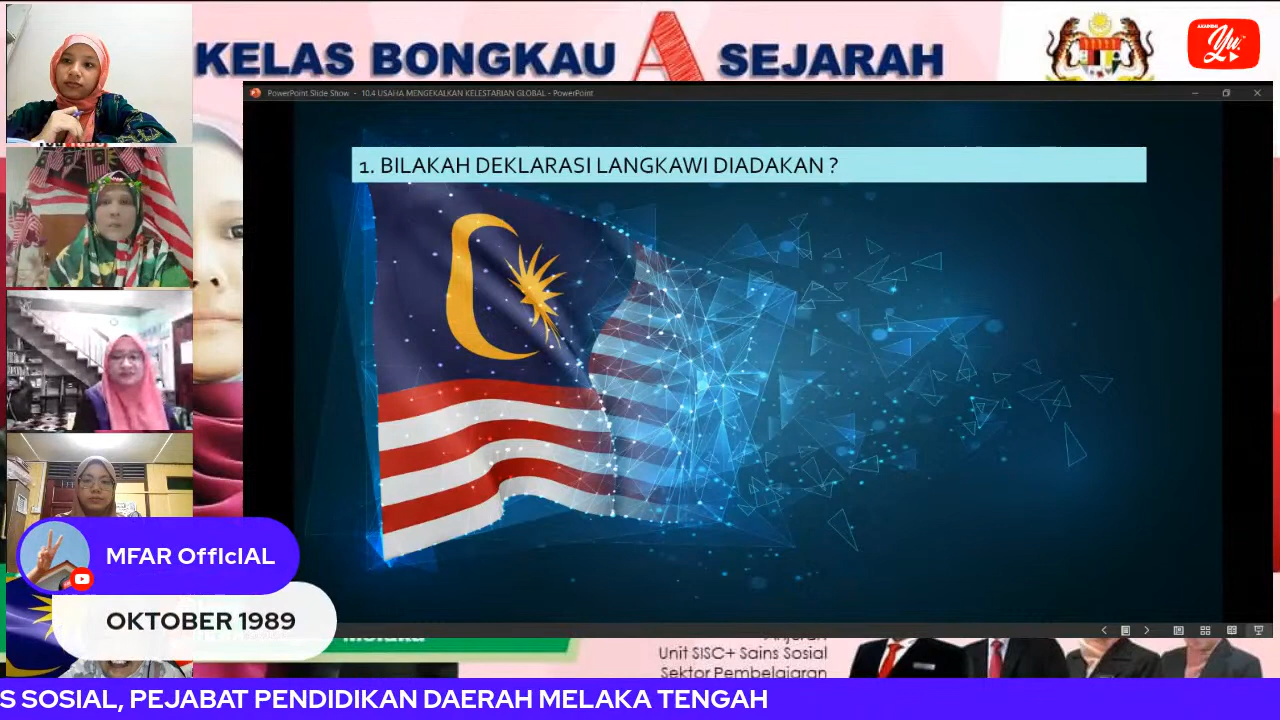 KELAS BONGKAU A SEJARAH
PowerPoint Slide Show - 10.4 USAHA MENGEKALKAN KELESTARIAN GLOBAL - PowerPoint
1. BILAKAH DEKLARASI LANGKAWI DIADAKAN ?
MFAR OffIcIAL
OKTOBER 1989
Melaka
Anjuran
Unit SISC+ Sains Sosial
Sektor Pembelajaran
S SOSIAL, PEJABAT PENDIDIKAN DAERAH MELAKA TENGAH